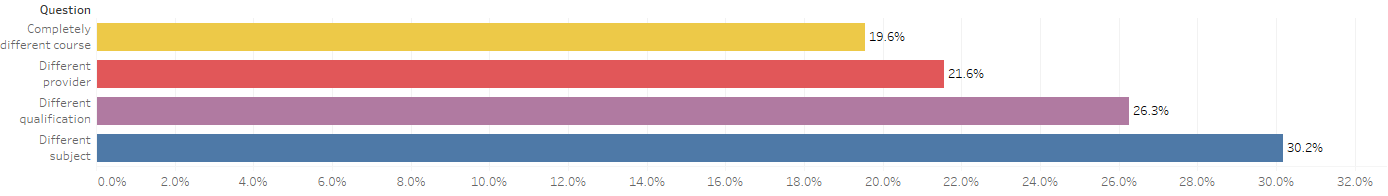 Question
Completely
different course
19.6%
Different
provider
21.6%
Different
qualification
26.3%
Different
subject
30.2%
0.0% 2.0% 4.0% 6.0% 8.0% 10.0% 12.0% 14.0% 16.0% 18.0% 20.0% 22.0% 24.0% 26.0% 28.0% 30.0% 32.0%